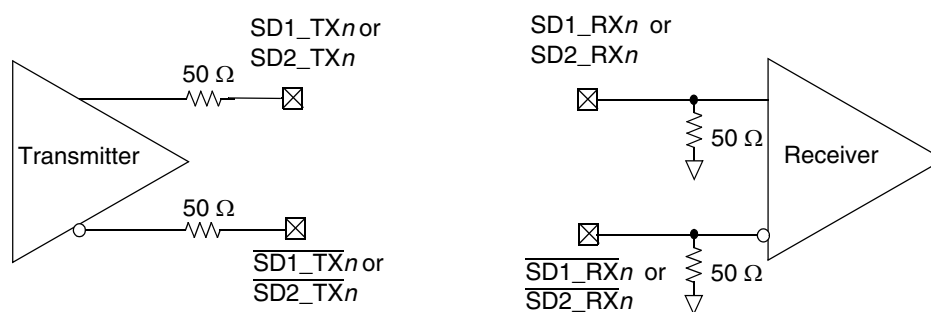 SD1_TXn or
SD2_TXn
50 Ω
Transmitter
50 Ω
SD1_TXn or
SD2_TXn
SD1_RXn or
SD2_RXn
50 Ω
Receiver
SD1_RXn or
SD2_RXn
50 Ω